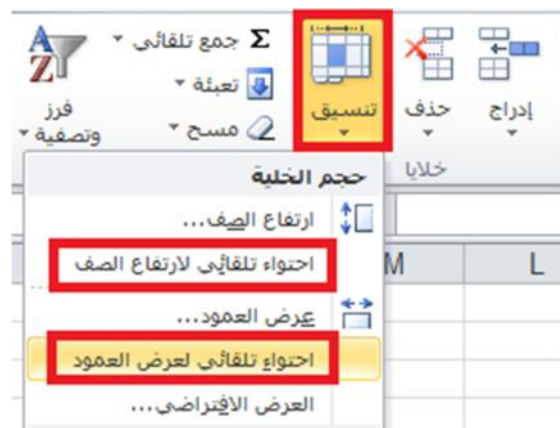 إدراج
حذف
تنسيق
خلايا
Σ جمع تلقائي
تعبئة
مسح
فرز
وتصفية
A
Z
حجم الخلية
ارتفاع الصف...
احتواء تلقائي لارتفاع الصف
عرض العمود...
احتواء تلقائي لعرض العمود
العرض الافتراضي...
M
L